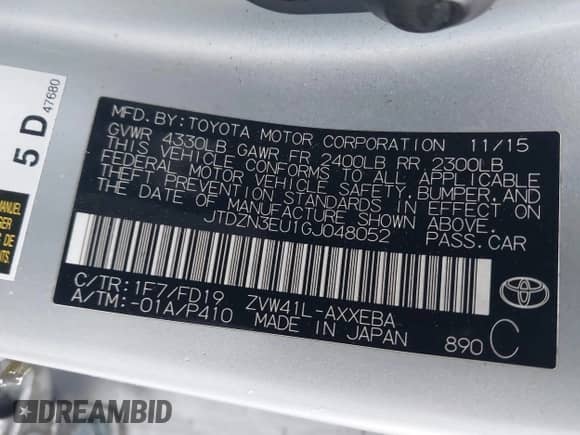 MFD. BY: TOYOTA MOTOR CORPORATION 11/15
GVWR 4330LB GAWR FR 2400LB RR 2300LB
THIS VEHICLE CONFORMS TO ALL APPLICABLE
FEDERAL MOTOR VEHICLE SAFETY, BUMPER, AND
THEFT PREVENTION STANDARDS IN EFFECT ON
THE DATE OF MANUFACTURE SHOWN ABOVE.
JTDZN3EU1GJ048052 PASS. CAR
C/TR: 1F7/FD19 ZVW41L-AXXEBA
A/TM: -01A/P410 MADE IN JAPAN 890 C
TOYOTA
5 D
47680
MANUEL
DREAMBID